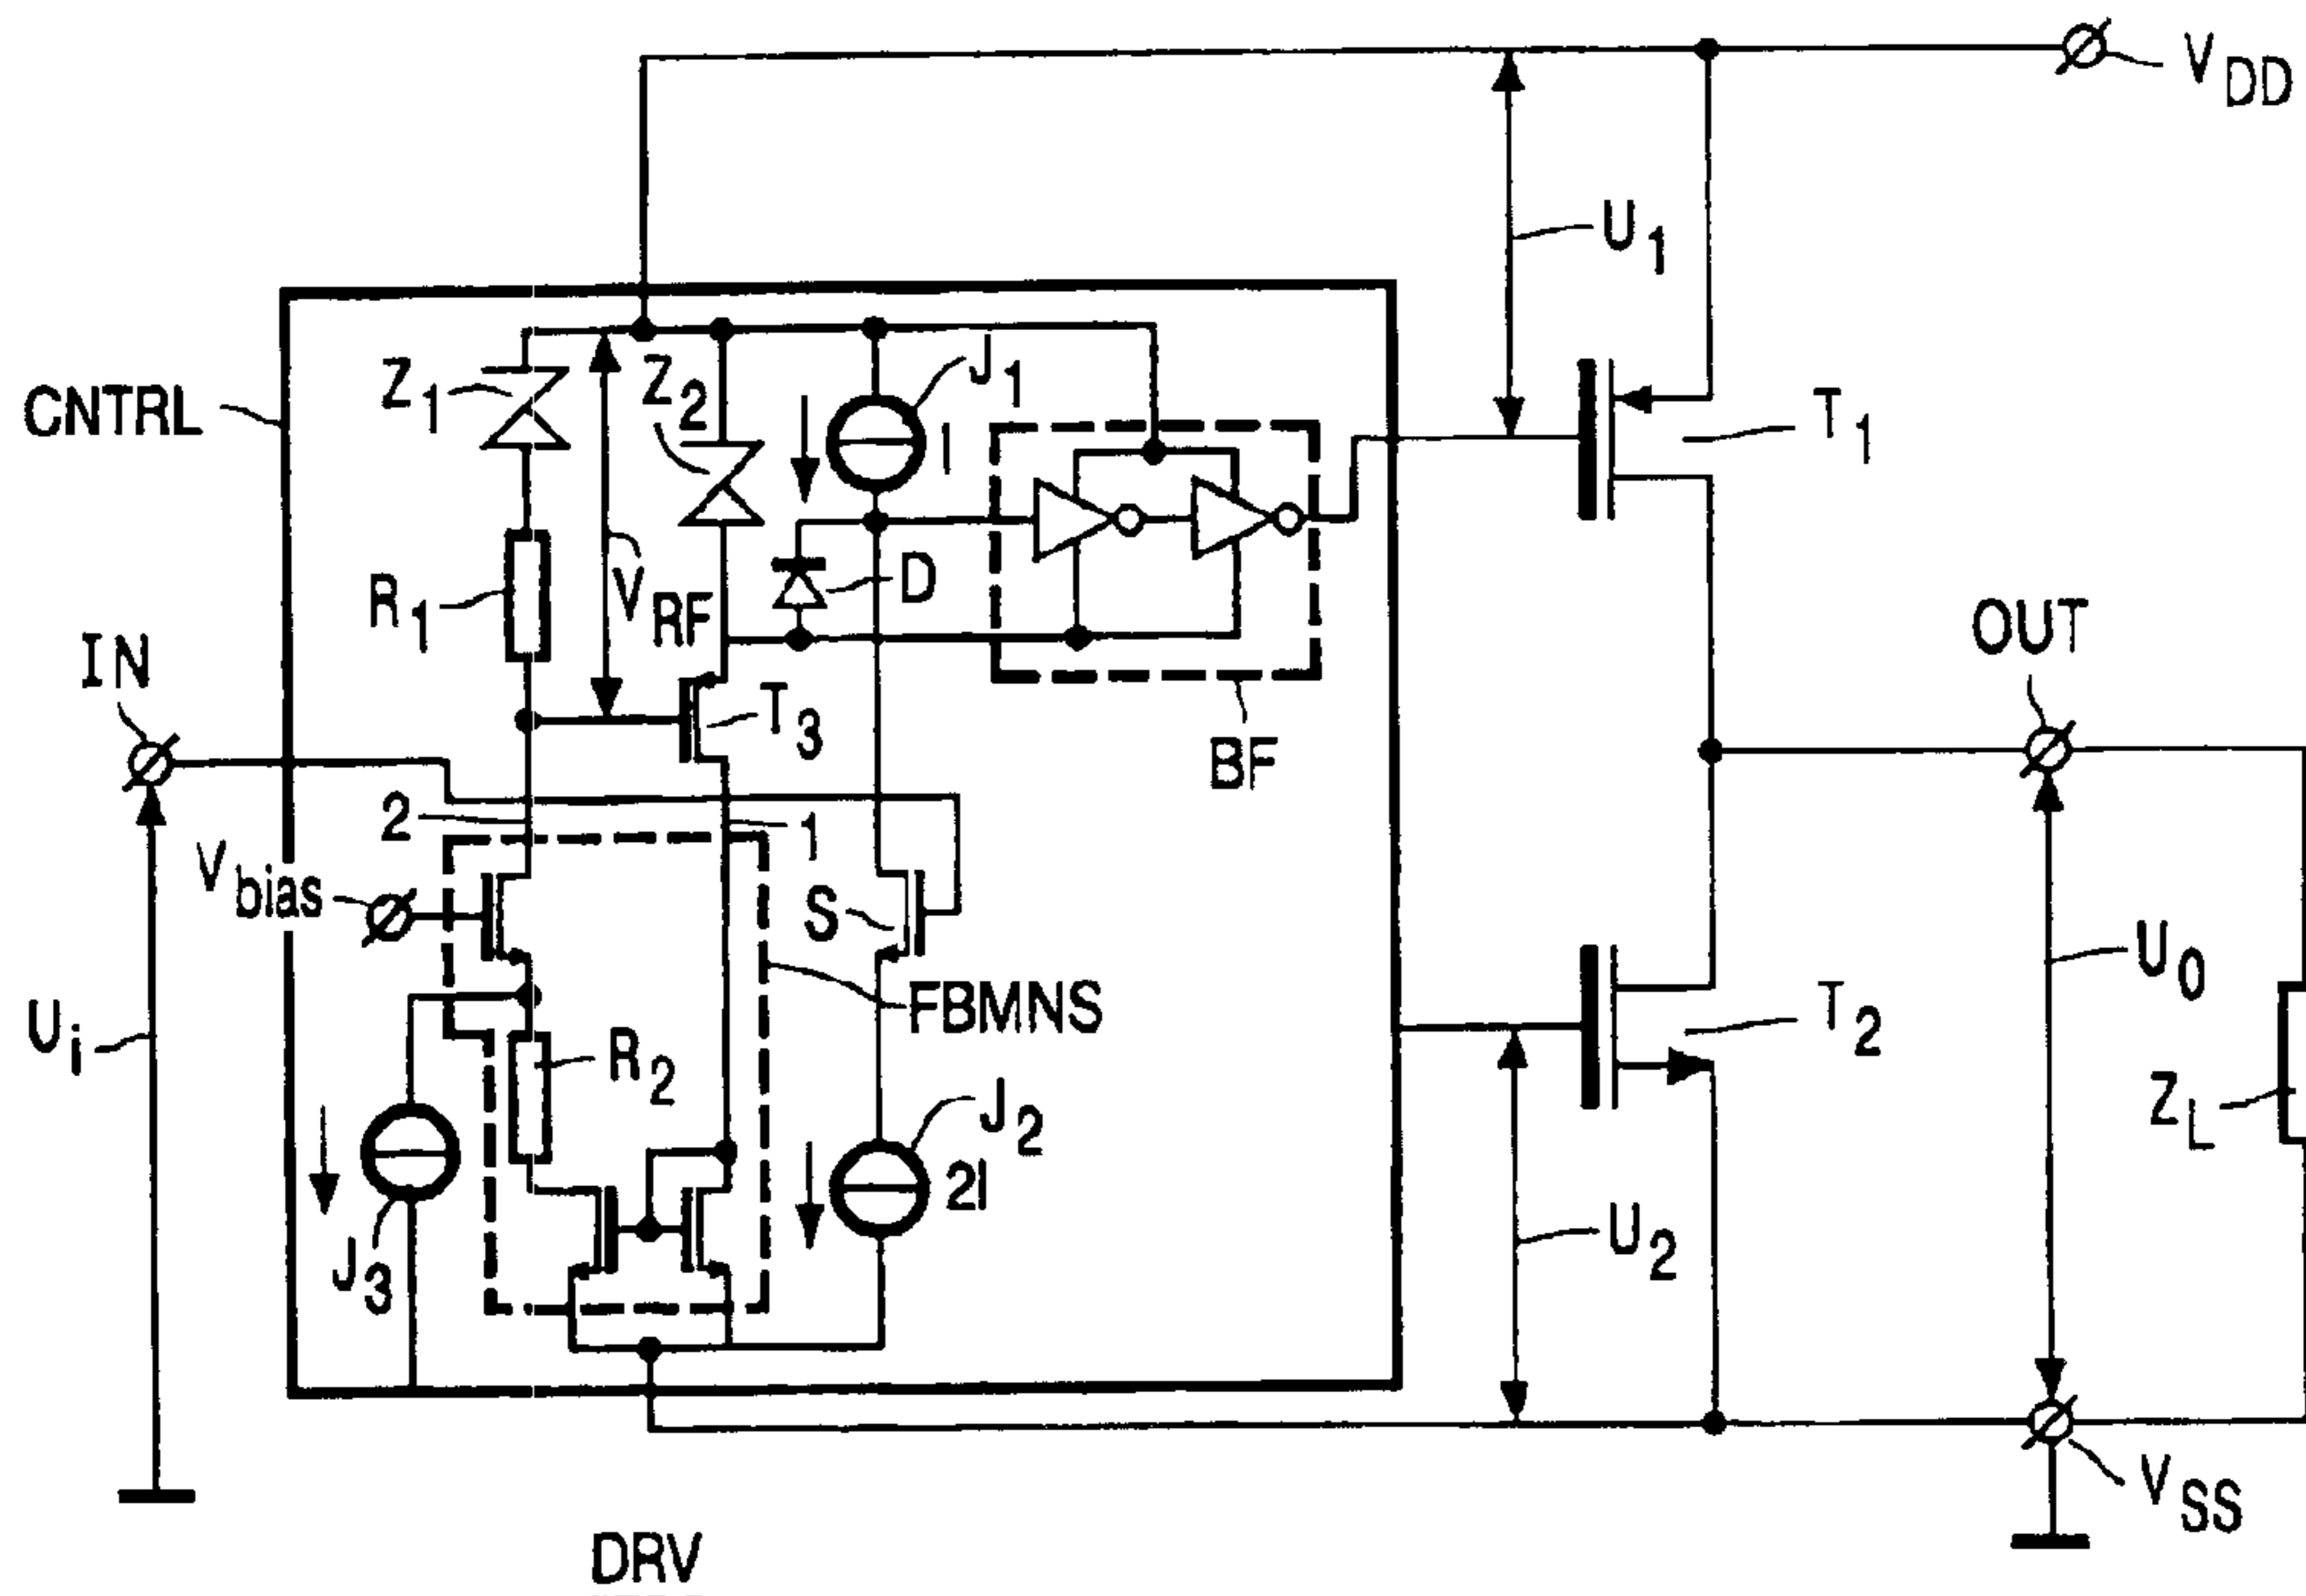 VDD
U1
Z1
Z2
J1
I
CNTRL
T1
R1
VRF
D
IN
T3
BF
OUT
2
1
Vbias
S
FBMNS
Ui
R2
U0
T2
ZL
J2
2I
J3
U2
VSS
DRV